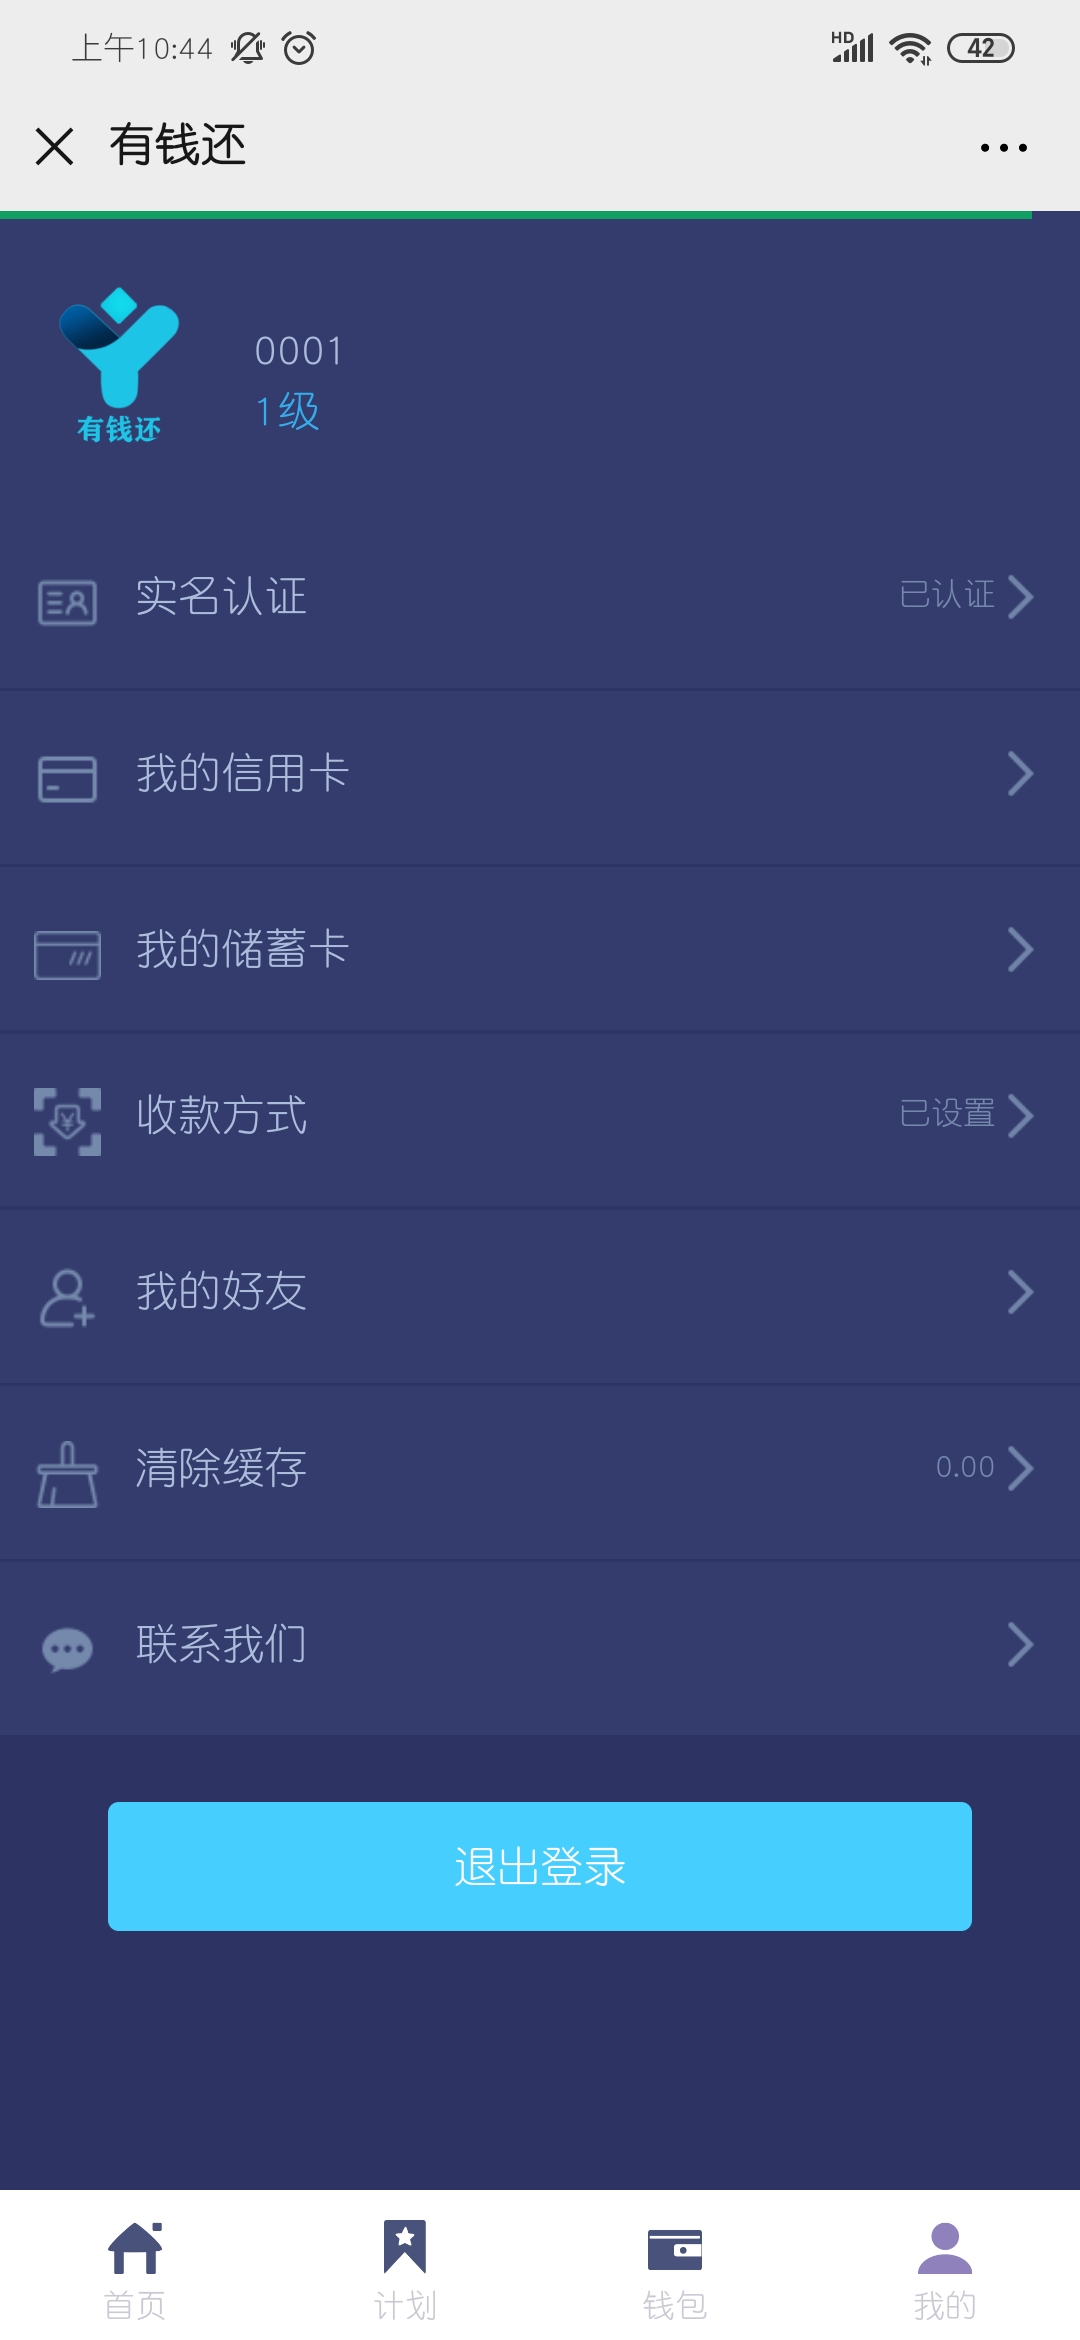 上午10:44
HD
42
有钱还
0001
1级
有钱还
实名认证 已认证
我的信用卡
我的储蓄卡
收款方式 已设置
我的好友
清除缓存 0.00
联系我们
退出登录
首页 计划 钱包 我的